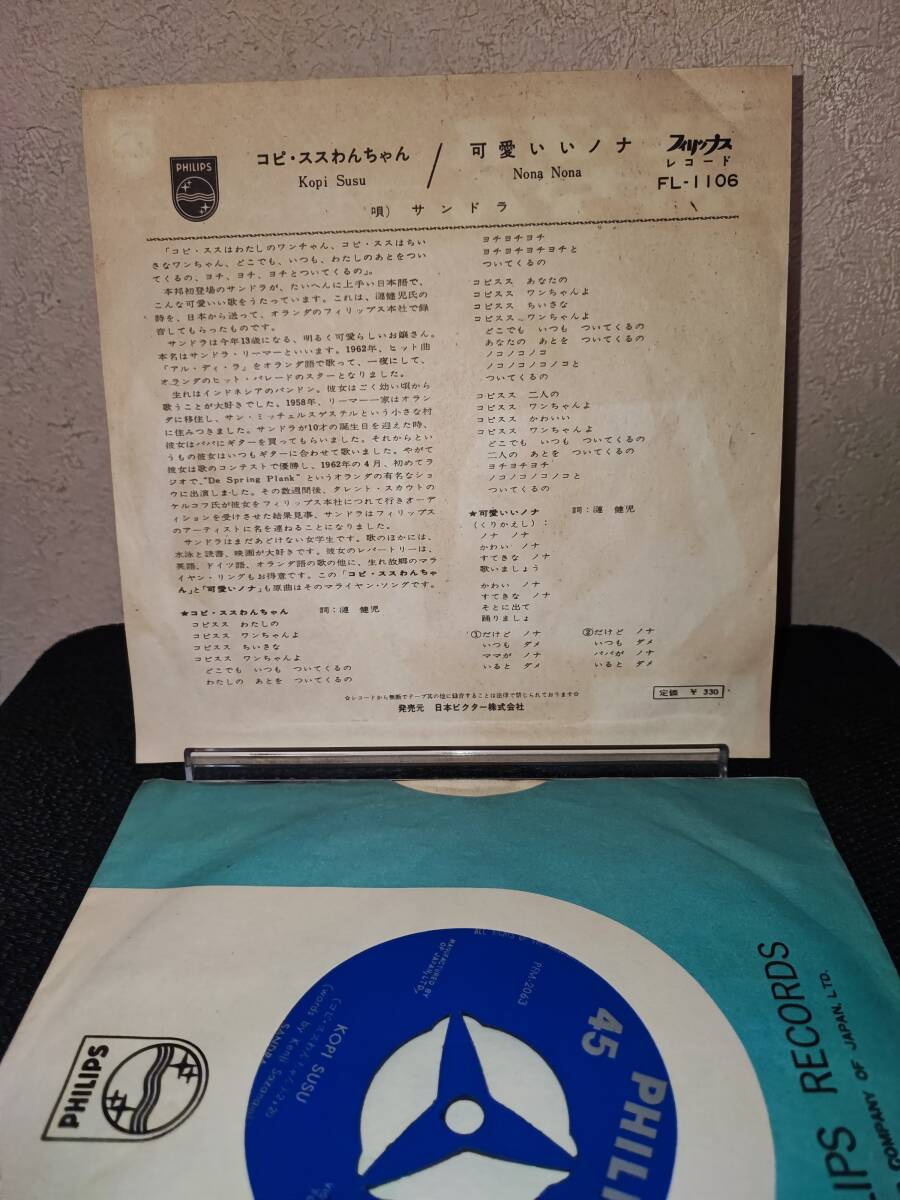 PHILIPS
コピ・ススわんちゃん / 可愛いいノナ
Kopi Susu
Nona Nona
フィリップス
レコード
FL-1106
唄) サンドラ
「コピ・ススはわたしのワンチャん、コピ・ススはちい
さなワンちゃん、どこでも、いつも、わたしのあとをつい
てくるの、ヨチ、ヨチ、ヨチとついてくるの」。
本邦初登場のサンドラが、たいへんに上手い日本語で、
こんな可愛いい歌をうたっています。これは、漣健児氏の
詩を、日本から送って、オランダのフィリップス本社で録
音してもらったものです。
サンドラは今年13歳になる、明るく可愛らしいお嬢さん。
本名はサンドラ・リーマーといいます。1962年、ヒット曲
「アル・ディ・ラ」をオランダ語で歌って、一夜にして、
オランダのヒット・パレードのスターとなりました。
生れはインドネシアのバンドン。彼女はごく幼い頃から
歌うことが大好きでした。1958年、リーマー一家はオラン
ダに移住し、サン・ミッチェルスゲステルという小さな村
に住みつきました。サンドラが10才の誕生日を迎えた時、
彼女はパパにギターを買ってもらいました。それからとい
うもの彼女はいつもギターに合わせて歌いました。やがて
彼女は歌のコンテストで優勝し、1962年の4月、初めてラ
ジオで、"De Spring Plank"というオランダの有名なショ
ウに出演しました。その数週間後、タレント・スカウトの
ケルコフ氏が彼女をフィリップス本社につれて行きオーデ
ィションを受けさせた結果見事、サンドラはフィリップス
のアーティストに名を連ねることになりました。
サンドラはまだあどけない女学生です。歌のほかには、
水泳と読書、映画が大好きです。彼女のレパートリーは、
英語、ドイツ語、オランダ語の歌の他に、生れ故郷のマラ
イヤン・リングもお得意です。この「コピ・ススわんちゃ
ん」と「可愛いいノナ」も原曲はそのマライヤン・ソングです。
★コピ・ススわんちゃん 詞：漣 健児
コピスス わたしの
コピスス ワンちゃんよ
コピスス ちいさな
コピスス ワンちゃんよ
どこでも いつも ついてくるの
わたしの あとを ついてくるの
ヨチヨチヨチ
ヨチヨチヨチヨチと
ついてくるの
コピスス あなたの
コピスス ワンちゃんよ
コピスス ちいさな
コピスス ワンちゃんよ
どこでも いつも ついてくるの
あなたの あとを ついてくるの
ノコノコノコ
ノコノコノコノコと
ついてくるの
コピスス 二人の
コピスス ワンちゃんよ
コピスス かわいい
コピスス ワンちゃんよ
どこでも いつも ついてくるの
二人の あとを ついてくるの
ヨチヨチヨチ
ノコノコノコノコと
ついてくるの
★可愛いいノナ 詞：漣 健児
(くりかえし)：
ノナ ノナ
かわい ノナ
すてきな ノナ
歌いましょう
かわい ノナ
すてきな ノナ
そとに出て
踊りましょ
①だけど ノナ
いつも ダメ
ママが ノナ
いると ダメ
②だけど ノナ
いつも ダメ
パパが ノナ
いると ダメ
☆レコードから無断でテープ其の他に録音することは法律で禁じられております☆
発売元 日本ビクター株式会社
定価 ￥ 330
PHILIPS
45
PHILI
MANUFACTURED BY
OF JAPAN, LTD.
KOPI SUSU
SANDRA
LIPS RECORDS
COMPANY OF JAPAN, LTD.